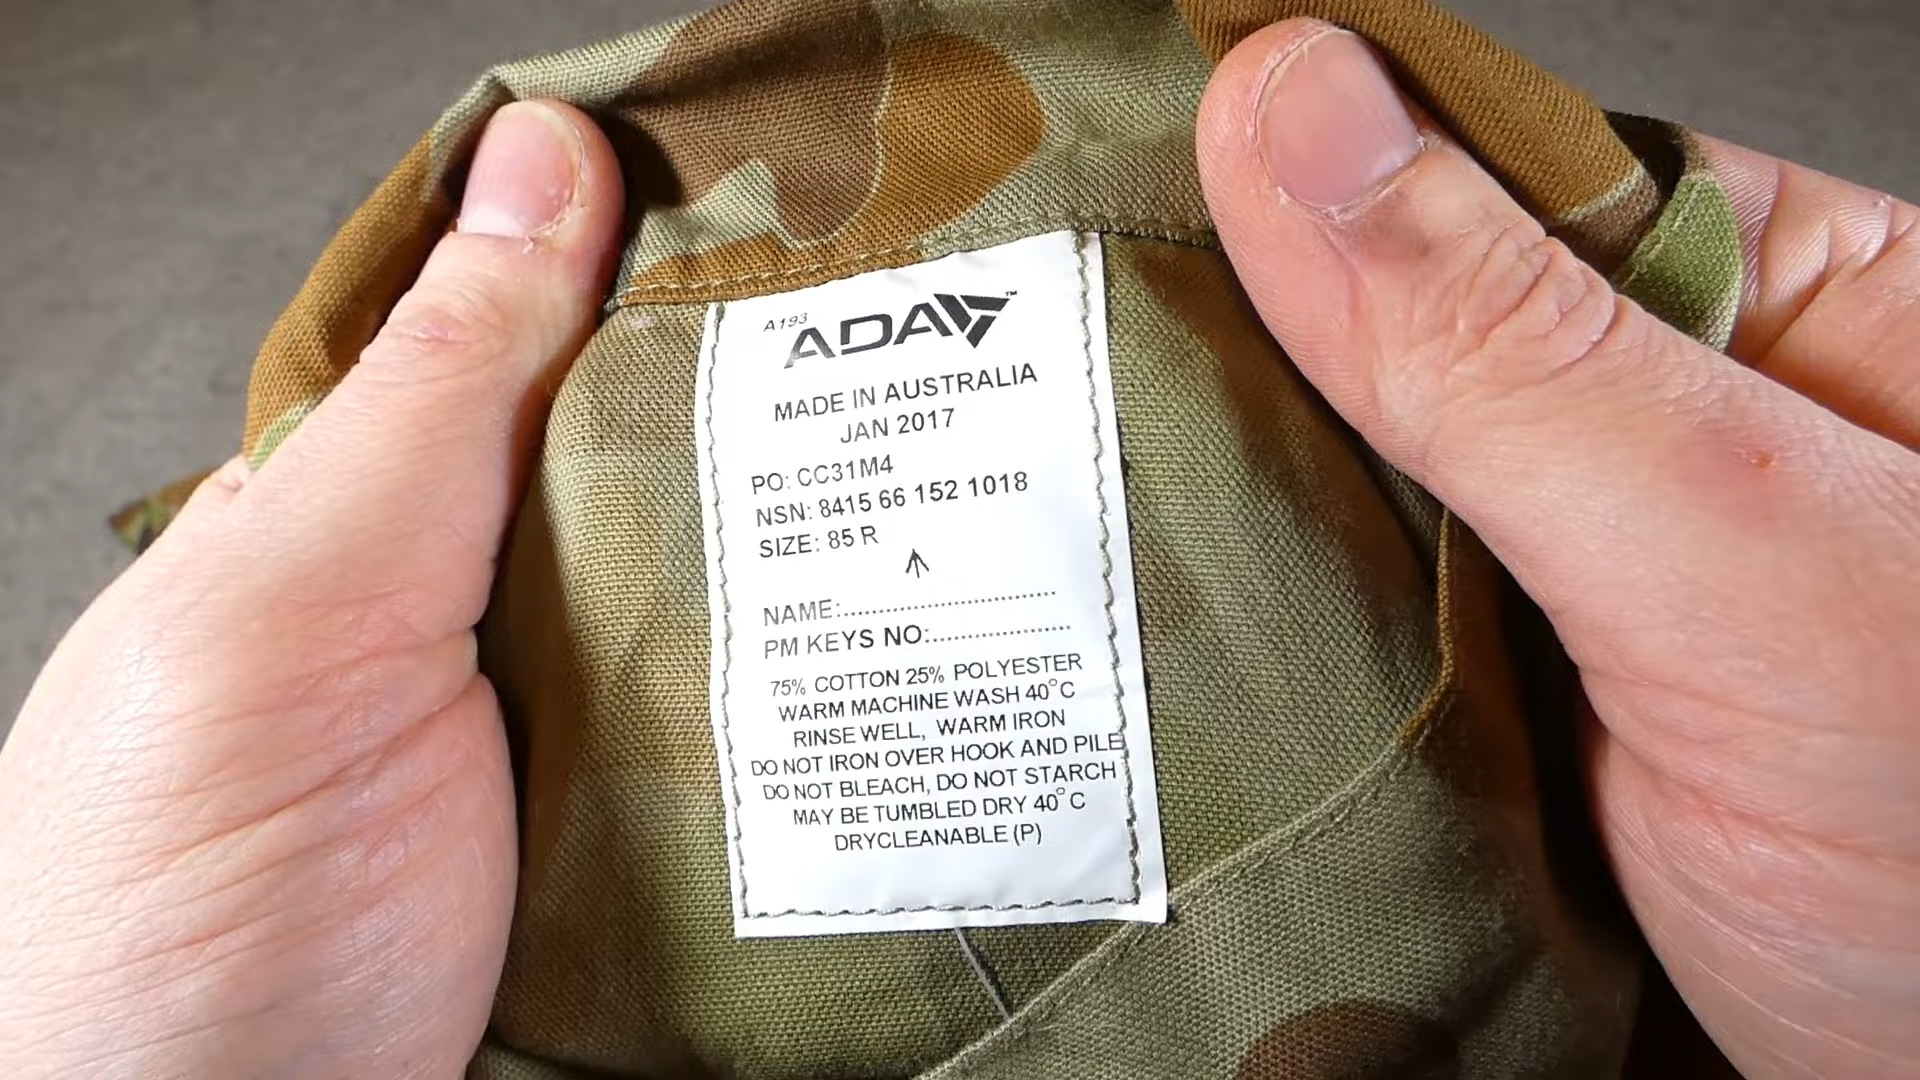 A193
ADA™
MADE IN AUSTRALIA
JAN 2017
PO: CC31M4
NSN: 8415 66 152 1018
SIZE: 85 R
NAME:..............................
PM KEYS NO:....................
75% COTTON 25% POLYESTER
WARM MACHINE WASH 40°C
RINSE WELL, WARM IRON
DO NOT IRON OVER HOOK AND PILE
DO NOT BLEACH, DO NOT STARCH
MAY BE TUMBLED DRY 40°C
DRYCLEANABLE (P)